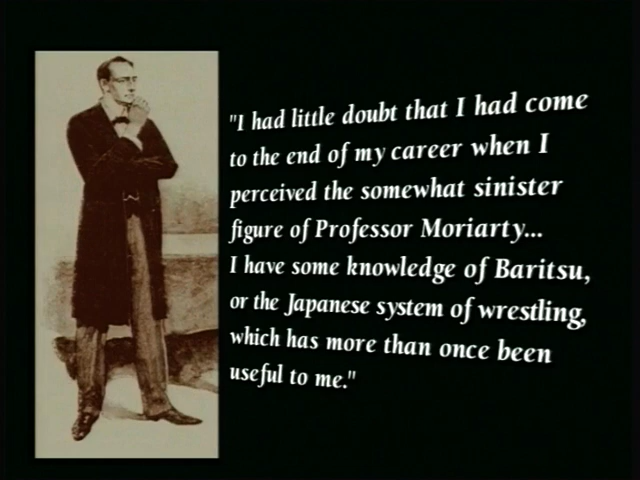 "I had little doubt that I had come
to the end of my career when I
perceived the somewhat sinister
figure of Professor Moriarty...
I have some knowledge of Baritsu,
or the Japanese system of wrestling,
which has more than once been
useful to me."